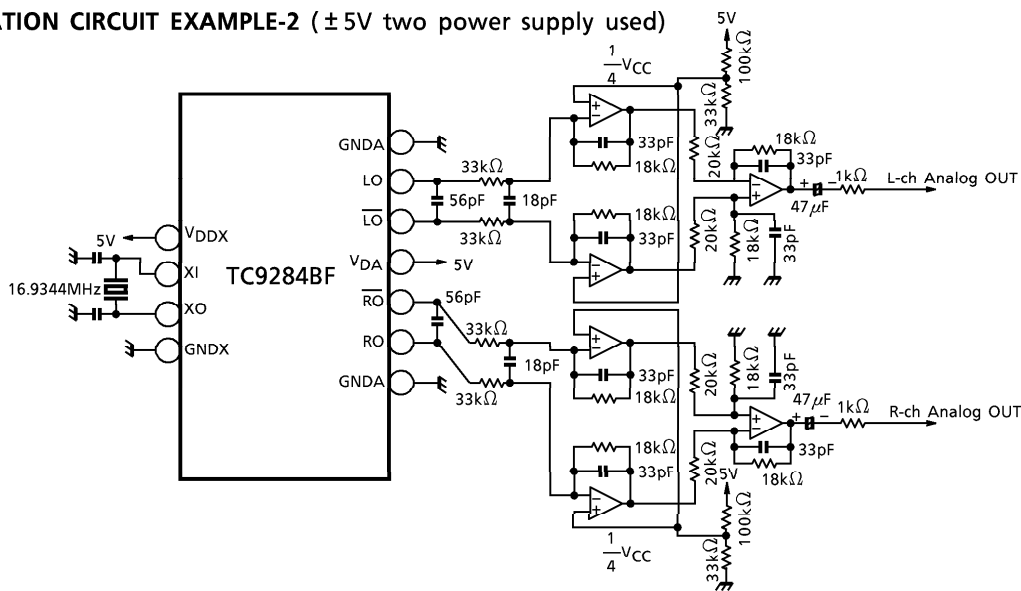 ATION CIRCUIT EXAMPLE-2 (±5V two power supply used)
5V
100kΩ
33kΩ
1/4 VCC
GNDA
33pF
18kΩ
20kΩ
18kΩ
33pF
LO
33kΩ
56pF
18pF
+ − 1kΩ
L-ch Analog OUT
47μF
L̅O̅
33kΩ
18kΩ
33pF
20kΩ
18kΩ
33pF
5V
VDDX
VDA
5V
XI
TC9284BF
16.9344MHz
R̅O̅
56pF
XO
33kΩ
RO
18pF
33pF
18kΩ
20kΩ
18kΩ
33pF
GNDX
GNDA
33kΩ
47μF
+ −
1kΩ
R-ch Analog OUT
18kΩ
33pF
20kΩ
33pF
18kΩ
5V
100kΩ
33kΩ
1/4 VCC